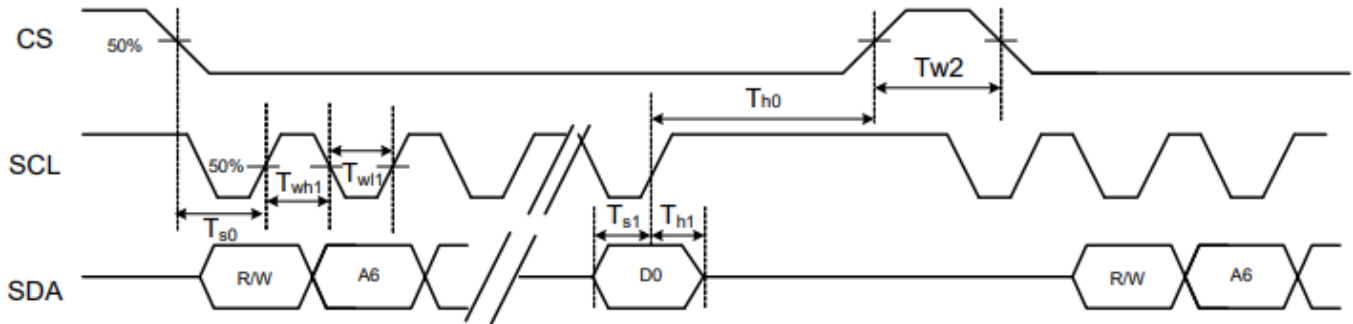 CS
50%
Tw2
Th0
SCL
50%
Twh1
Twl1
Ts0
Ts1
Th1
SDA
R/W
A6
D0
R/W
A6